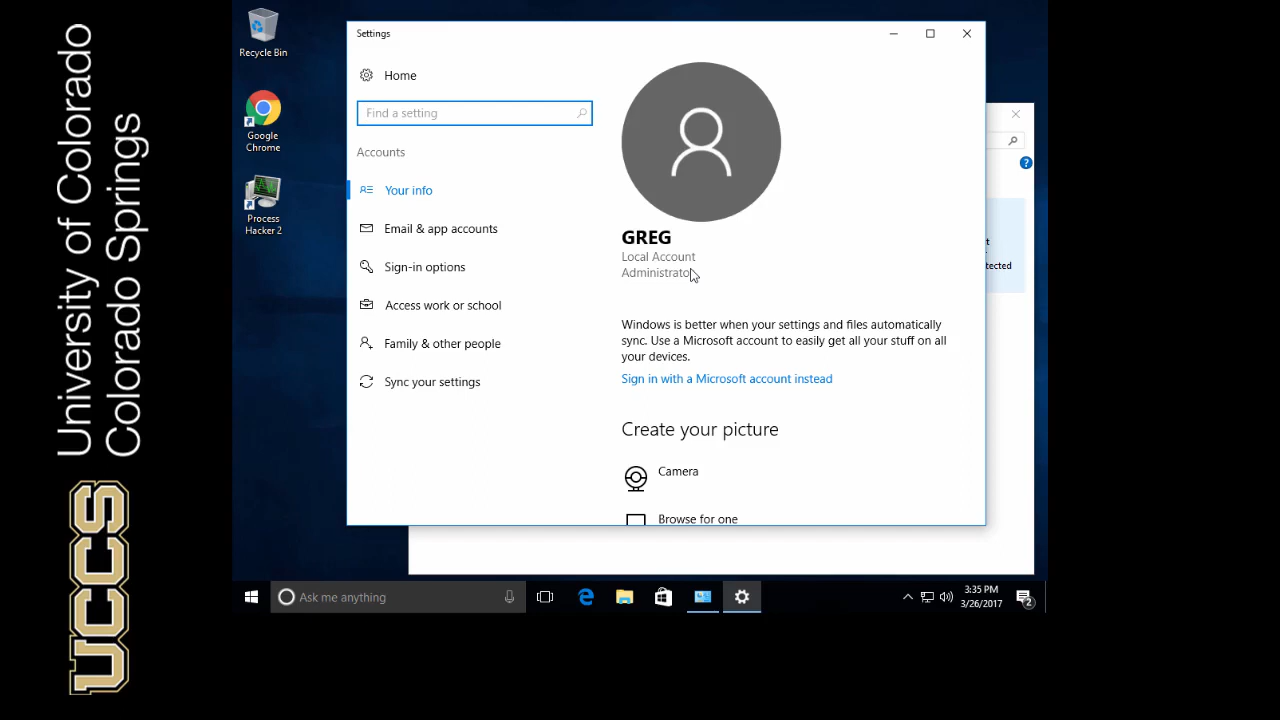 University of Colorado
Colorado Springs
UCCS
Recycle Bin
Google
Chrome
Process
Hacker 2
Settings
Home
Find a setting
Accounts
Your info
Email & app accounts
Sign-in options
Access work or school
Family & other people
Sync your settings
GREG
Local Account
Administrator
Windows is better when your settings and files automatically
sync. Use a Microsoft account to easily get all your stuff on all
your devices.
Sign in with a Microsoft account instead
Create your picture
Camera
Browse for one
Ask me anything
3:35 PM
3/26/2017
2